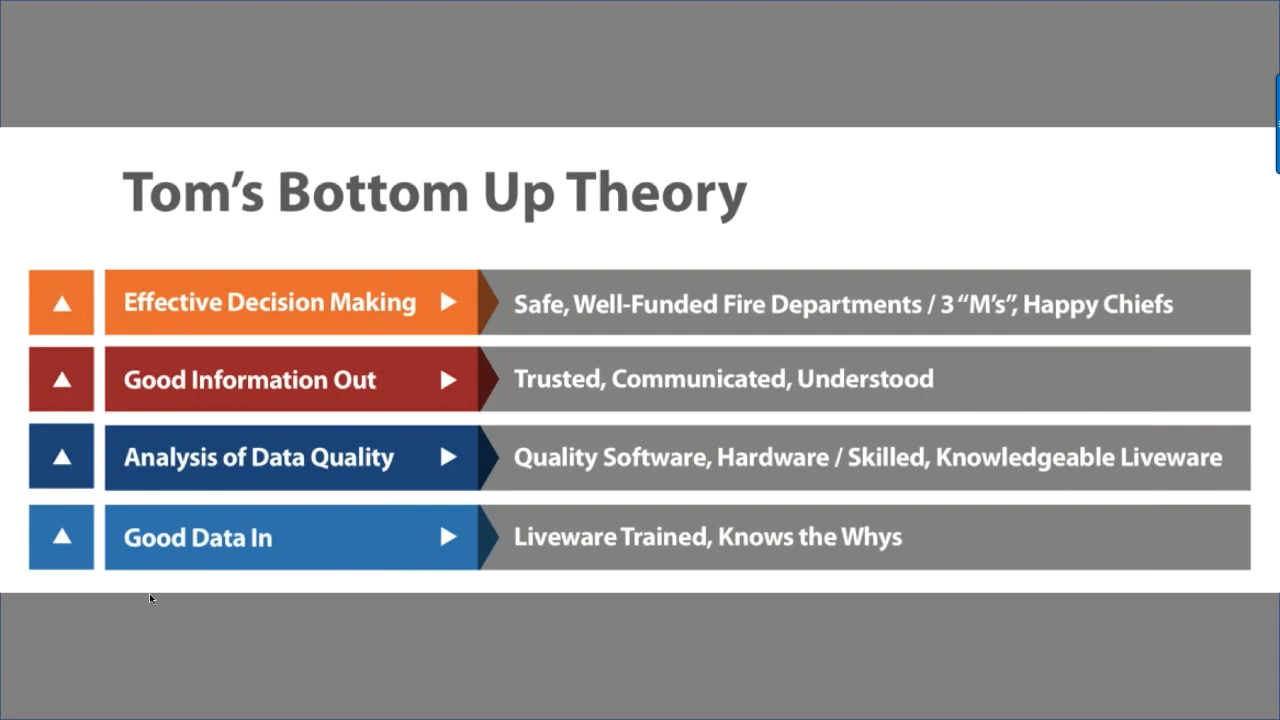 Tom’s Bottom Up Theory
Effective Decision Making
Safe, Well-Funded Fire Departments / 3 “M’s”, Happy Chiefs
Good Information Out
Trusted, Communicated, Understood
Analysis of Data Quality
Quality Software, Hardware / Skilled, Knowledgeable Liveware
Good Data In
Liveware Trained, Knows the Whys